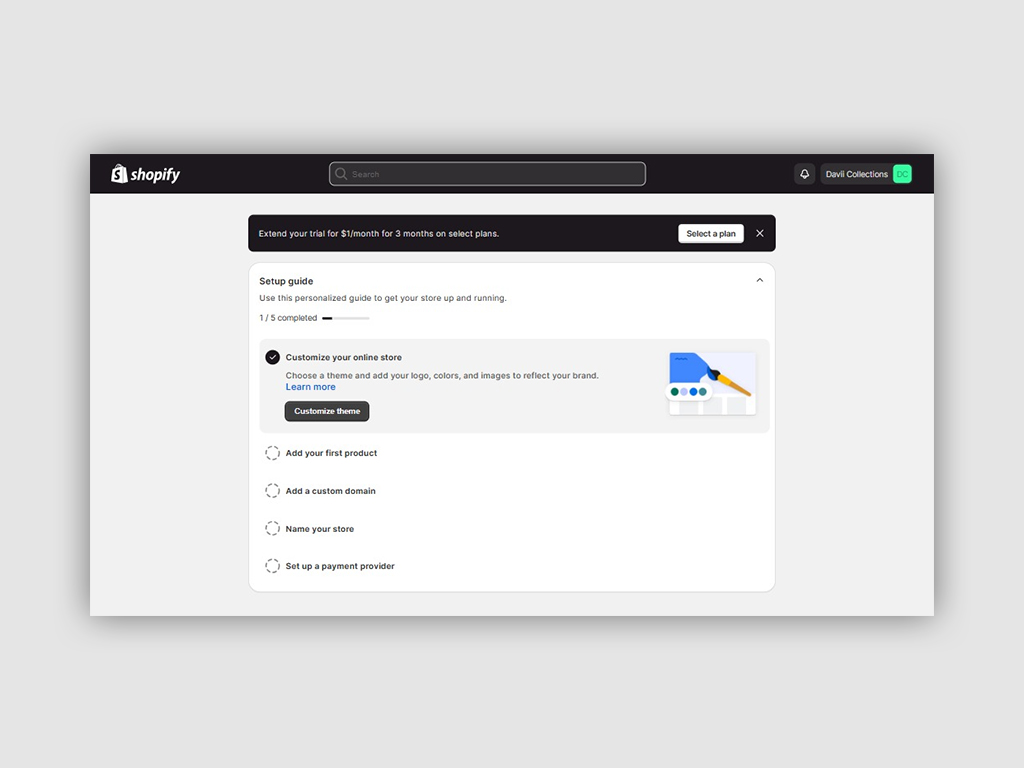 shopify
Search
Davii Collections DC
Extend your trial for $1/month for 3 months on select plans.
Select a plan
Setup guide
Use this personalized guide to get your store up and running.
1 / 5 completed
Customize your online store
Choose a theme and add your logo, colors, and images to reflect your brand.
Learn more
Customize theme
Add your first product
Add a custom domain
Name your store
Set up a payment provider